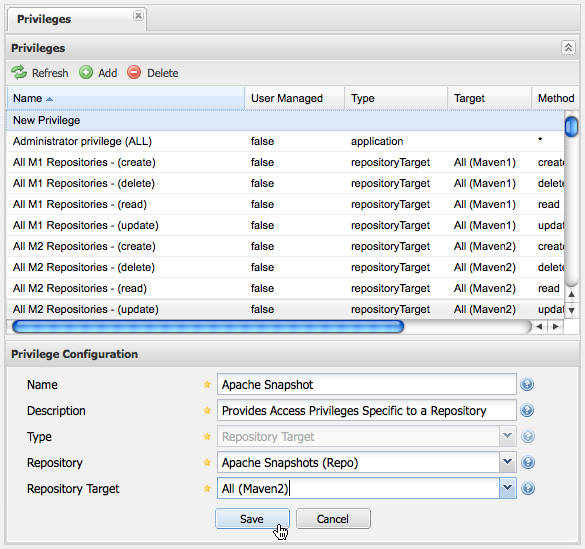 Privileges
Privileges
Refresh Add Delete
Name User Managed Type Target Method
New Privilege
Administrator privilege (ALL) false application *
All M1 Repositories - (create) false repositoryTarget All (Maven1) create
All M1 Repositories - (delete) false repositoryTarget All (Maven1) delete
All M1 Repositories - (read) false repositoryTarget All (Maven1) read
All M1 Repositories - (update) false repositoryTarget All (Maven1) updat
All M2 Repositories - (create) false repositoryTarget All (Maven2) create
All M2 Repositories - (delete) false repositoryTarget All (Maven2) delete
All M2 Repositories - (read) false repositoryTarget All (Maven2) read
All M2 Repositories - (update) false repositoryTarget All (Maven2) updat
Privilege Configuration
Name Apache Snapshot
Description Provides Access Privileges Specific to a Repository
Type Repository Target
Repository Apache Snapshots (Repo)
Repository Target All (Maven2)
Save Cancel